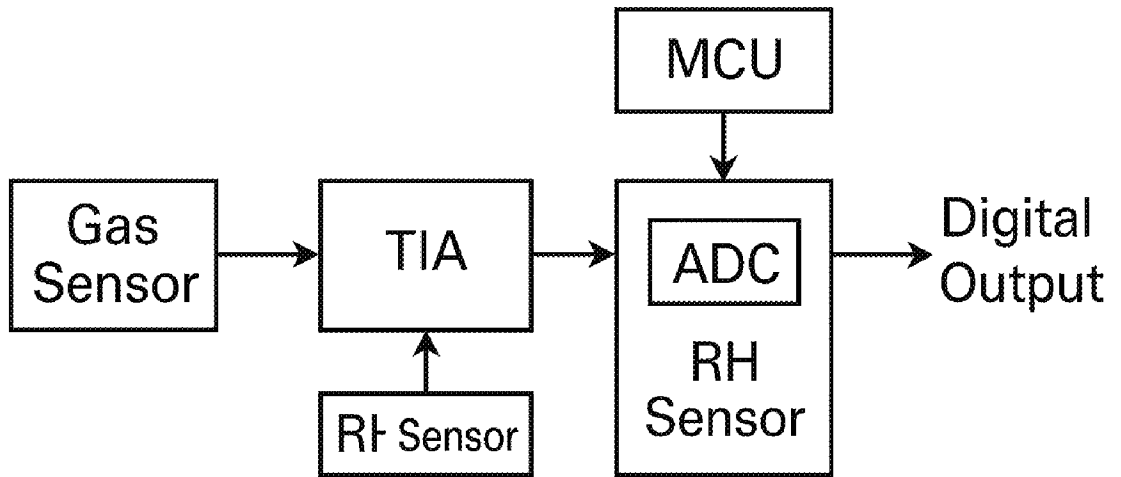 MCU
Gas
Sensor
TIA
ADC
RH
Sensor
Digital
Output
Sensor